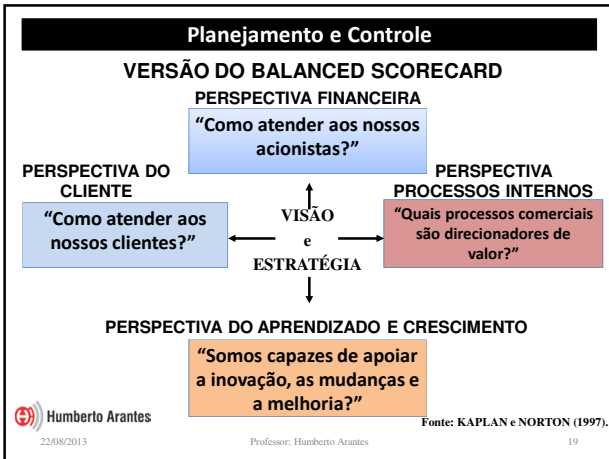 Planejamento e Controle
VERSÃO DO BALANCED SCORECARD
PERSPECTIVA FINANCEIRA
“Como atender aos nossos
acionistas?”
PERSPECTIVA DO
CLIENTE
“Como atender aos
nossos clientes?”
VISÃO
e
ESTRATÉGIA
PERSPECTIVA
PROCESSOS INTERNOS
“Quais processos comerciais
são direcionadores de
valor?”
PERSPECTIVA DO APRENDIZADO E CRESCIMENTO
“Somos capazes de apoiar
a inovação, as mudanças e
a melhoria?”
Humberto Arantes
Fonte: KAPLAN e NORTON (1997).
22/08/2013
Professor: Humberto Arantes
19